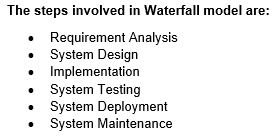 The steps involved in Waterfall model are:
• Requirement Analysis
• System Design
• Implementation
• System Testing
• System Deployment
• System Maintenance